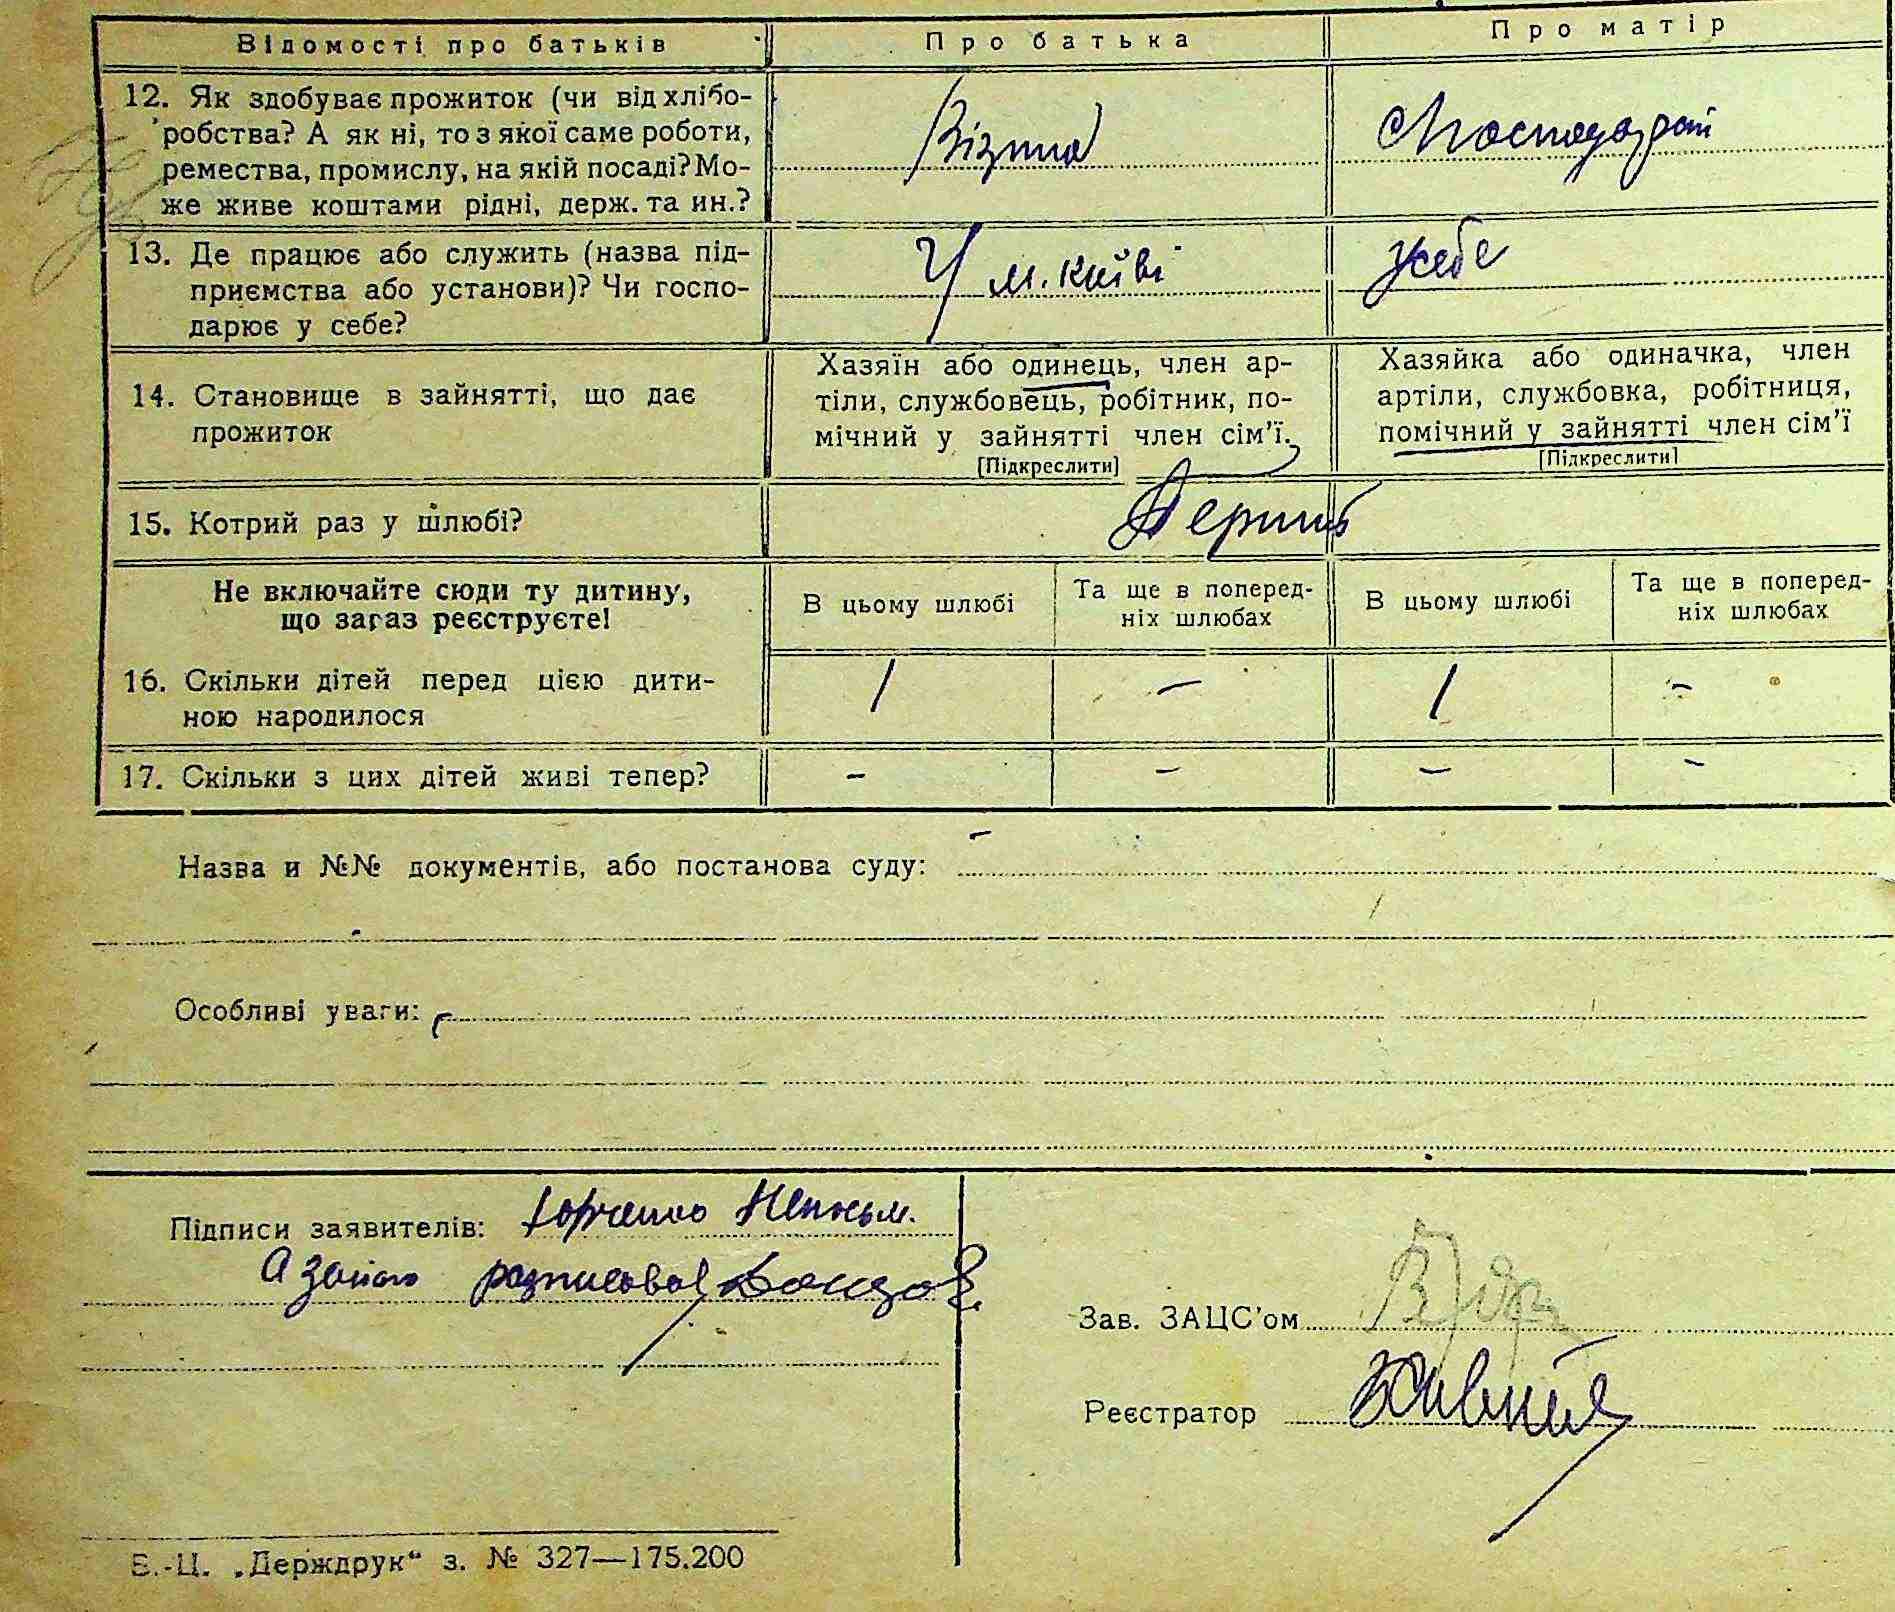 Відомості про батьків
Про батька
Про матір
12. Як здобуває прожиток (чи від хлібо-
робства? А як ні, то з якої саме роботи,
ремества, промислу, на якій посаді? Мо-
же живе коштами рідні, держ. та ин.?
13. Де працює або служить (назва під-
приємства або установи)? Чи госпо-
дарює у себе?
У м. Київі
у себе
14. Становище в зайнятті, що дає
прожиток
Хазяїн або одинець, член ар-
тіли, службовець, робітник, по-
мічний у зайнятті член сім'ї.
[Підкреслити]
Хазяйка або одиначка, член
артіли, службовка, робітниця,
помічний у зайнятті член сім'ї
[Підкреслити]
15. Котрий раз у шлюбі?
Перший
Не включайте сюди ту дитину,
що загаз реєструєте!
В цьому шлюбі
Та ще в поперед-
ніх шлюбах
В цьому шлюбі
Та ще в поперед-
ніх шлюбах
16. Скільки дітей перед цією дити-
ною народилося
1 - 1 -
17. Скільки з цих дітей живі тепер?
- - - -
Назва и №№ документів, або постанова суду: -
Особливі уваги: -
Підписи заявителів:
розписовал
Зав. ЗАЦС'ом
Реєстратор
Б.-Ц. „Держдрук“ з. № 327—175.200